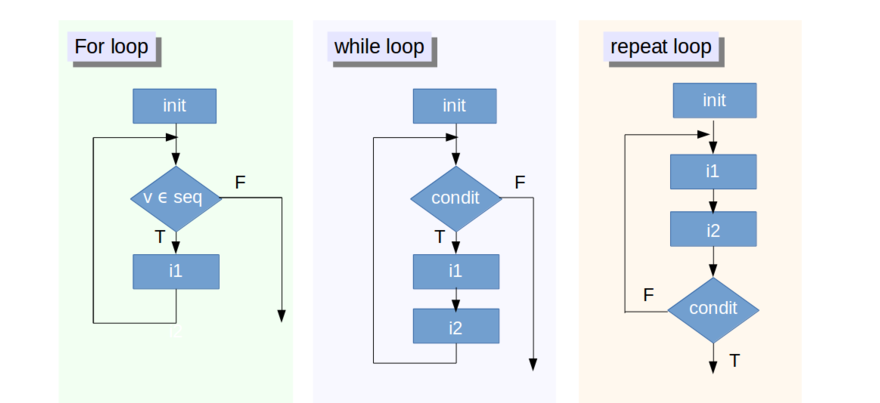 For loop
init
v ϵ seq
F
T
i1
while loop
init
condit
F
T
i1
i2
repeat loop
init
i1
i2
condit
F
T